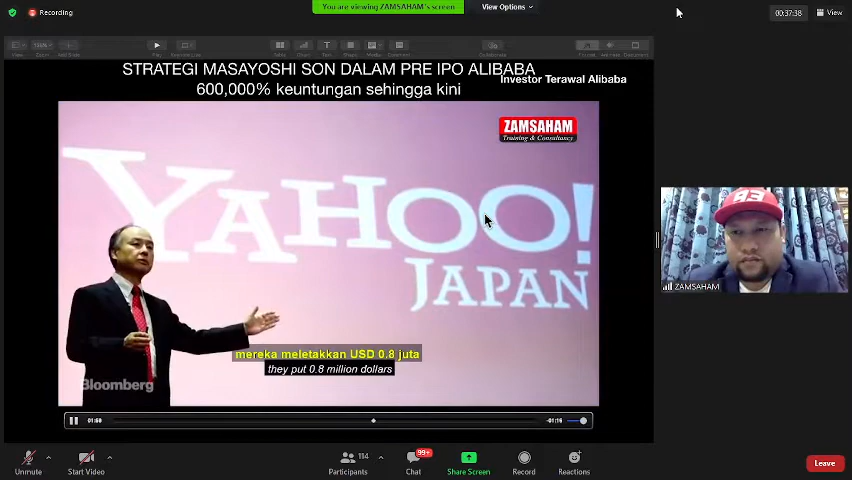 Recording
You are viewing ZAMSAHAM's screen
View Options
00:37:38
View
STRATEGI MASAYOSHI SON DALAM PRE IPO ALIBABA
600,000% keuntungan sehingga kini
Investor Terawal Alibaba
ZAMSAHAM
Training & Consultancy
YAHOO!
JAPAN
mereka meletakkan USD 0.8 juta
they put 0.8 million dollars
Bloomberg
ZAMSAHAM
Unmute
Start Video
Participants
114
Chat
99+
Share Screen
Record
Reactions
Leave